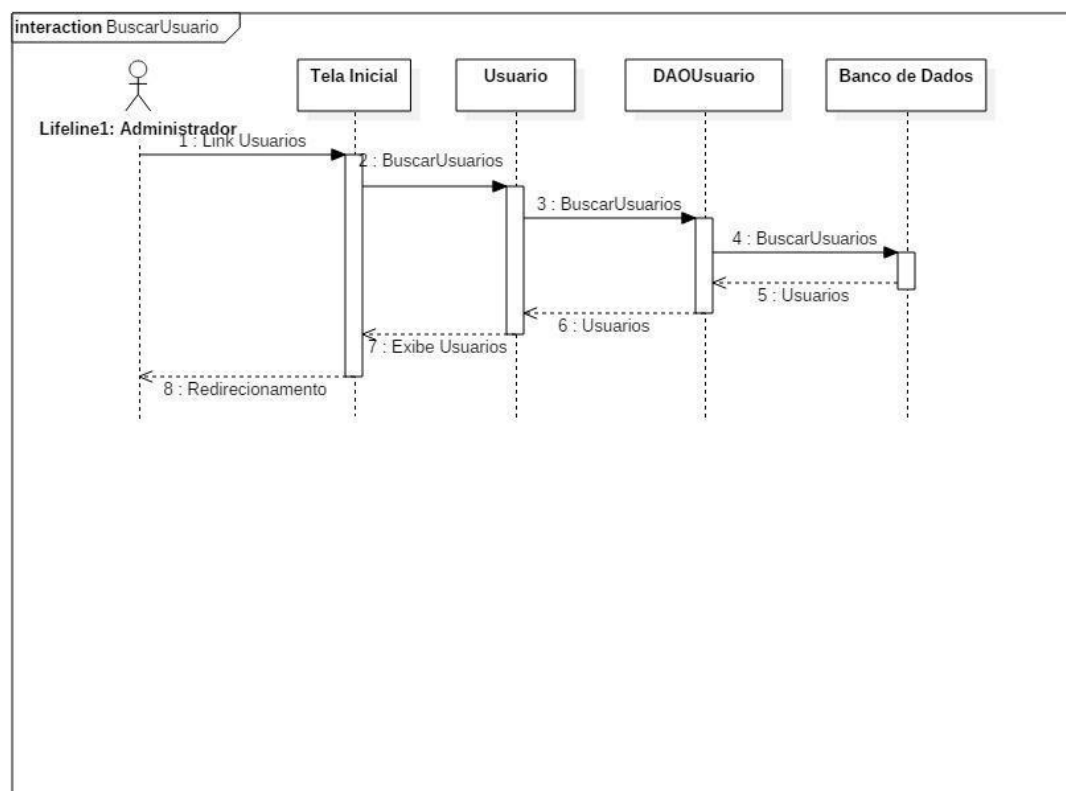 interaction BuscarUsuario
Tela Inicial
Usuario
DAOUsuario
Banco de Dados
Lifeline1: Administrador
1 : Link Usuarios
2 : BuscarUsuarios
3 : BuscarUsuarios
4 : BuscarUsuarios
5 : Usuarios
6 : Usuarios
7 : Exibe Usuarios
8 : Redirecionamento